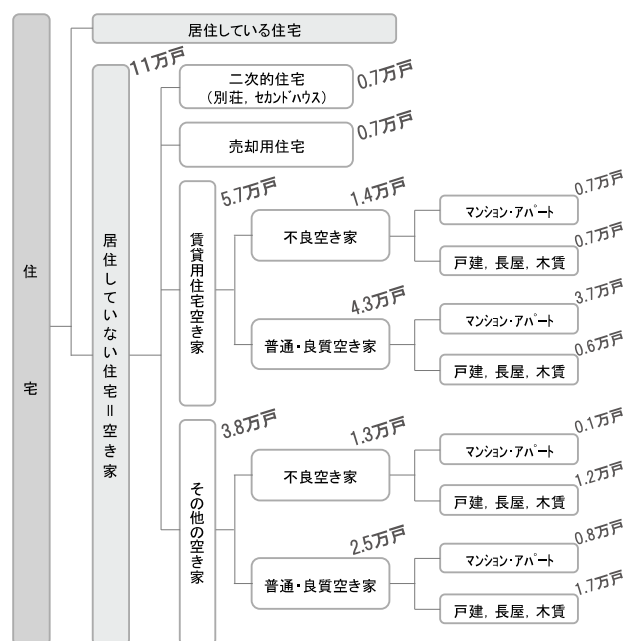 住宅
居住している住宅
居住していない住宅＝空き家
11万戸
二次的住宅
(別荘，セカンドハウス)
0.7万戸
売却用住宅
0.7万戸
賃貸用住宅空き家
5.7万戸
不良空き家
1.4万戸
マンション・アパート
0.7万戸
戸建，長屋，木賃
0.7万戸
普通・良質空き家
4.3万戸
マンション・アパート
3.7万戸
戸建，長屋，木賃
0.6万戸
その他の空き家
3.8万戸
不良空き家
1.3万戸
マンション・アパート
0.1万戸
戸建，長屋，木賃
1.2万戸
普通・良質空き家
2.5万戸
マンション・アパート
0.8万戸
戸建，長屋，木賃
1.7万戸